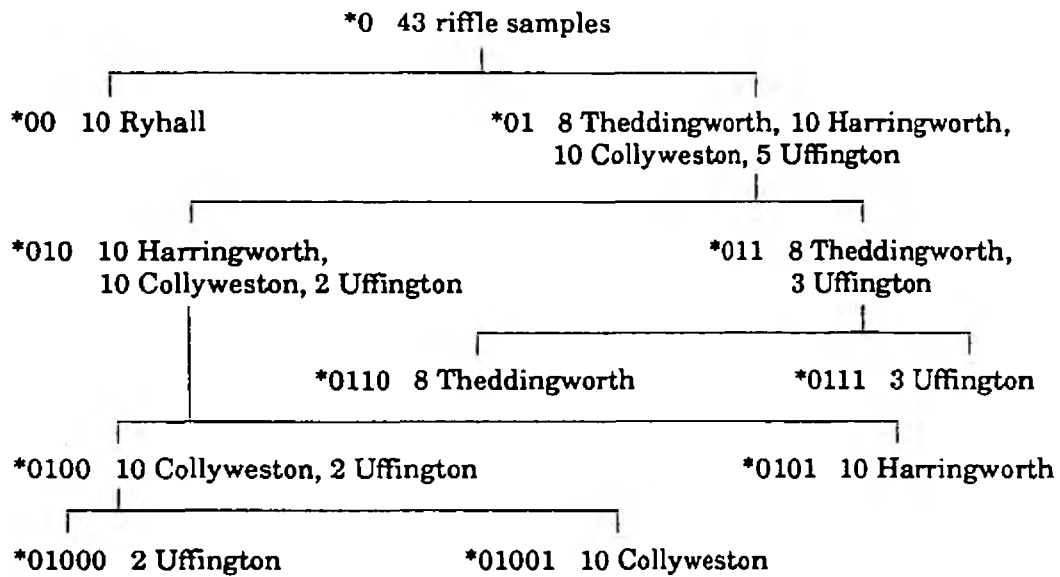 *0 43 riffle samples
*00 10 Ryhall
*01 8 Theddingworth, 10 Harringworth,
10 Collyweston, 5 Uffington
*010 10 Harringworth,
10 Collyweston, 2 Uffington
*011 8 Theddingworth,
3 Uffington
*0110 8 Theddingworth
*0111 3 Uffington
*0100 10 Collyweston, 2 Uffington
*0101 10 Harringworth
*01000 2 Uffington
*01001 10 Collyweston